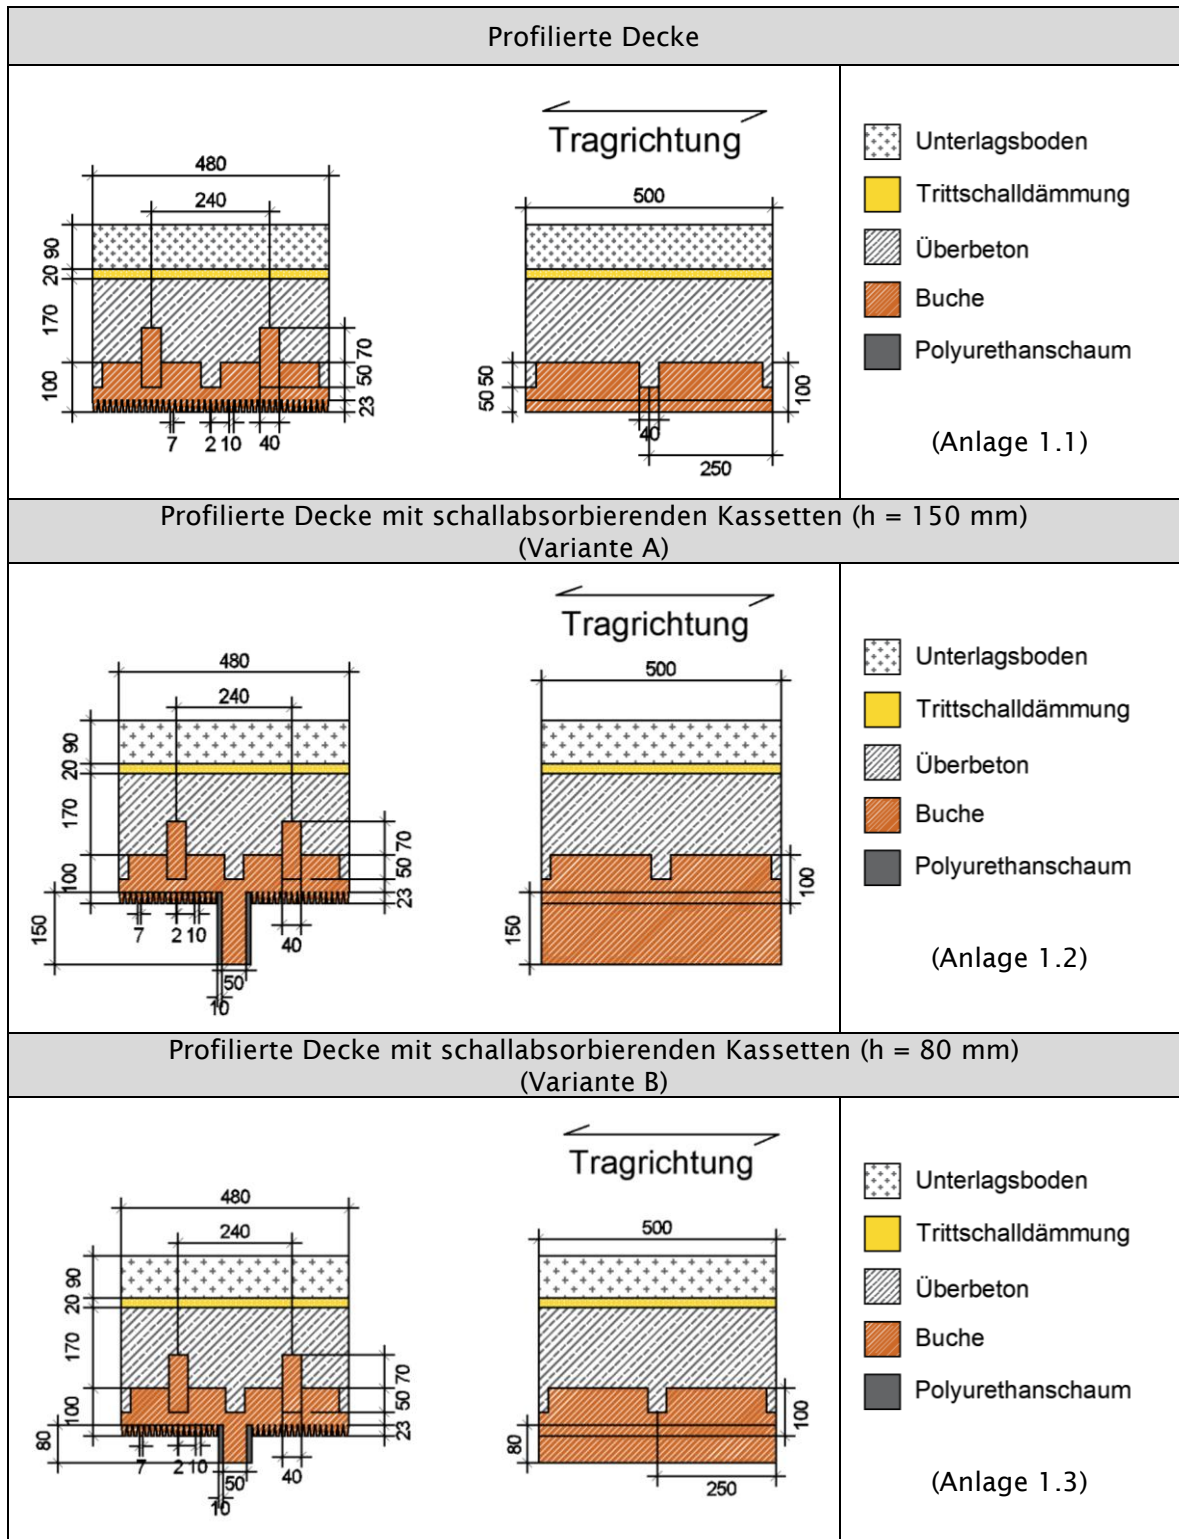 Profilierte Decke
Tragrichtung
480
240
90
20
170
100
70
50
23
7
2
10
40
500
50
50
100
40
250
Unterlagsboden
Trittschalldämmung
Überbeton
Buche
Polyurethanschaum
(Anlage 1.1)
Profilierte Decke mit schallabsorbierenden Kassetten (h = 150 mm)
(Variante A)
Tragrichtung
480
240
90
20
170
100
150
70
50
23
7
2
10
40
50
10
500
100
150
Unterlagsboden
Trittschalldämmung
Überbeton
Buche
Polyurethanschaum
(Anlage 1.2)
Profilierte Decke mit schallabsorbierenden Kassetten (h = 80 mm)
(Variante B)
Tragrichtung
480
240
90
20
170
100
80
70
50
23
7
2
10
40
50
10
500
100
80
250
Unterlagsboden
Trittschalldämmung
Überbeton
Buche
Polyurethanschaum
(Anlage 1.3)